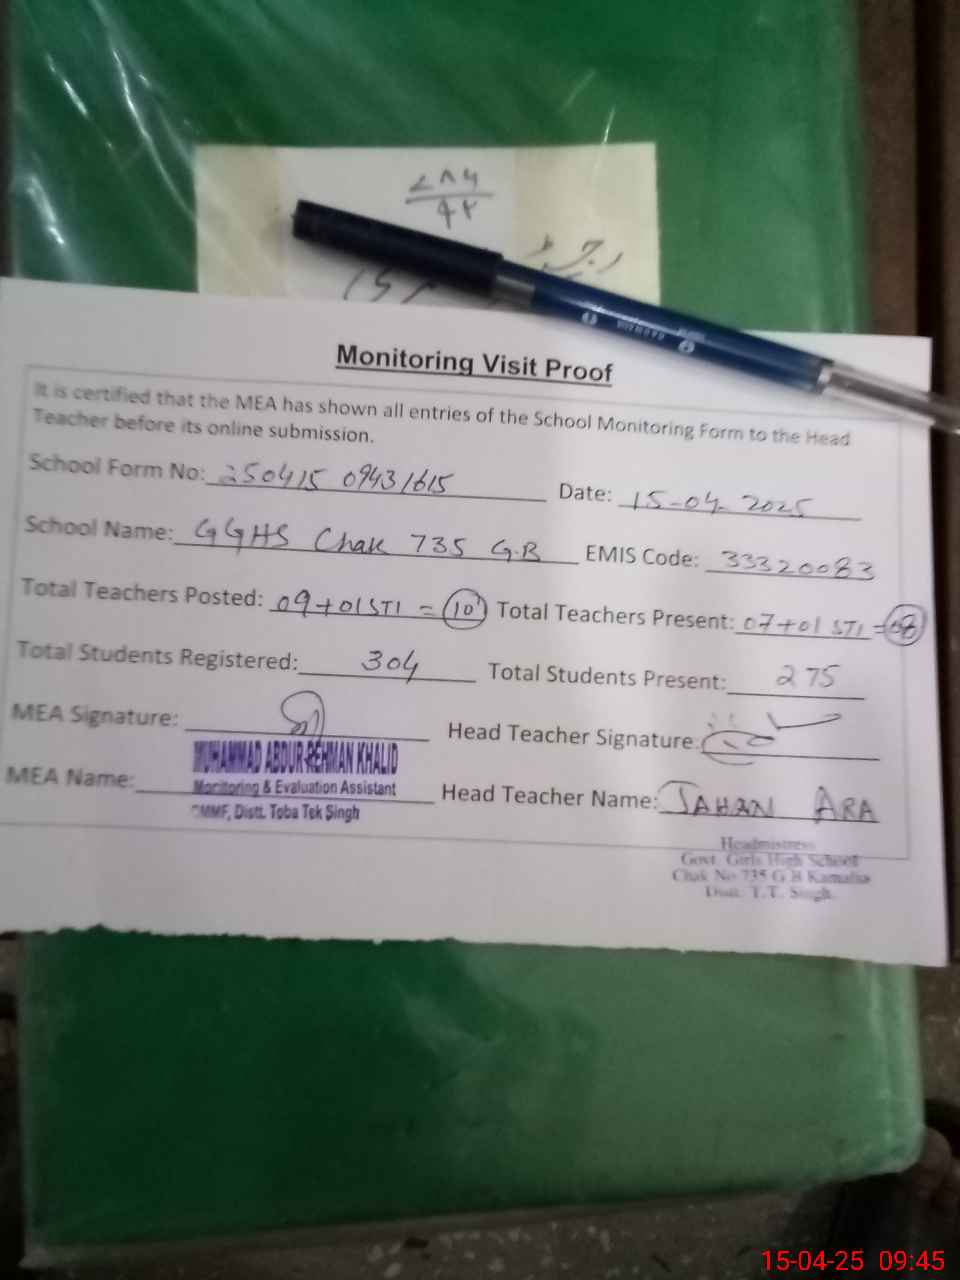 Monitoring Visit Proof
It is certified that the MEA has shown all entries of the School Monitoring Form to the Head
Teacher before its online submission.
School Form No: 250415 09431615 Date: 15-04-2025
School Name: GGHS Chak 735 G.B EMIS Code: 33320083
Total Teachers Posted: 09+01 STI = 10 Total Teachers Present: 07+01 STI = 08
Total Students Registered: 304 Total Students Present: 275
MEA Signature: Head Teacher Signature:
MUHAMMAD ABDUR REHMAN KHALID
MEA Name: Monitoring & Evaluation Assistant Head Teacher Name: JAHAN ARA
CMMF, Distt. Toba Tek Singh
Headmistress
Govt. Girls High School
Chak No 735 G B Kamalia
Distt. T.T. Singh
15-04-25 09:45